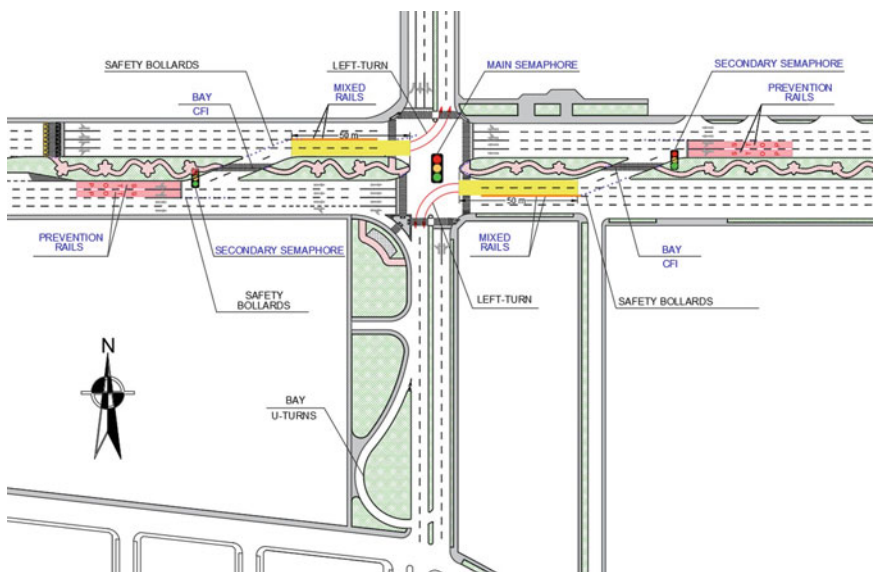 SAFETY BOLLARDS
LEFT-TURN
MAIN SEMAPHORE
SECONDARY SEMAPHORE
BAY
CFI
MIXED
RAILS
PREVENTION
RAILS
50 m
50 m
PREVENTION
RAILS
SECONDARY SEMAPHORE
MIXED
RAILS
BAY
CFI
SAFETY
BOLLARDS
LEFT-TURN
SAFETY BOLLARDS
N
BAY
U-TURNS